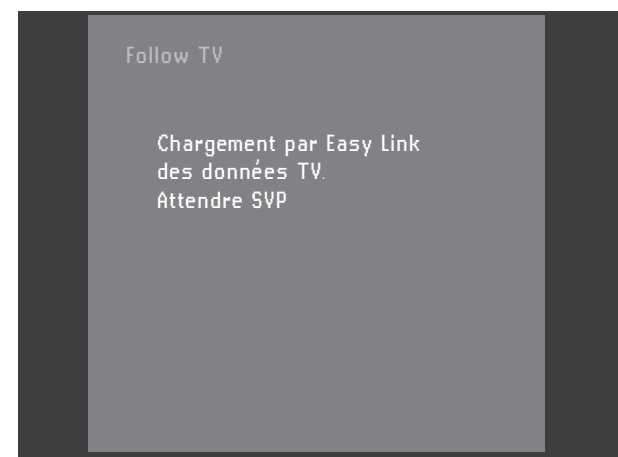 Follow TV
Chargement par Easy Link
des données TV.
Attendre SVP